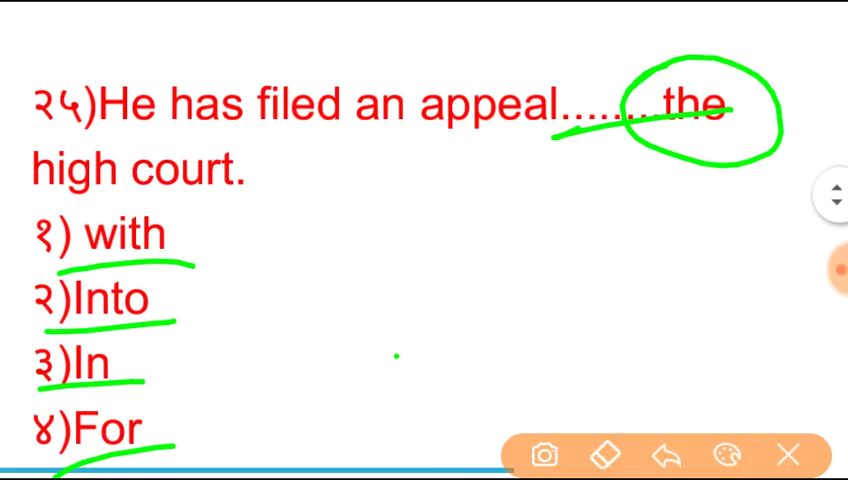 २५)He has filed an appeal.........the
high court.
१) with
२)Into
३)In
४)For